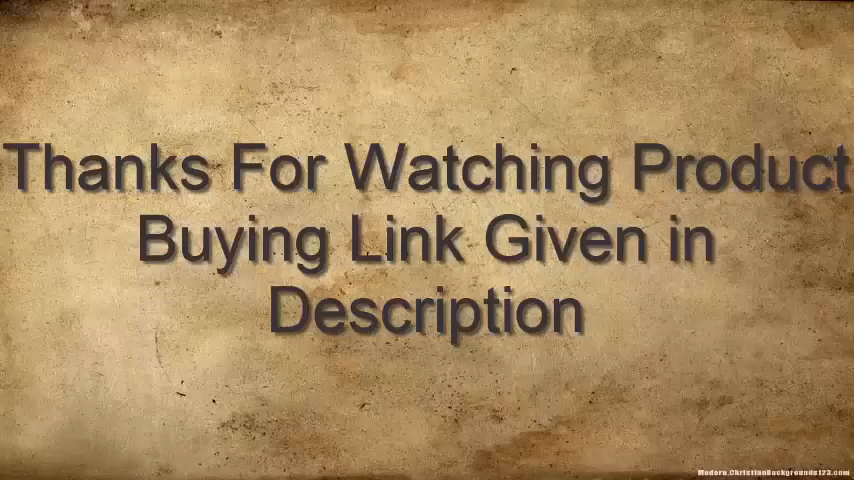 Thanks For Watching Product
Buying Link Given in
Description
Modern.ChristianBackgrounds123.com